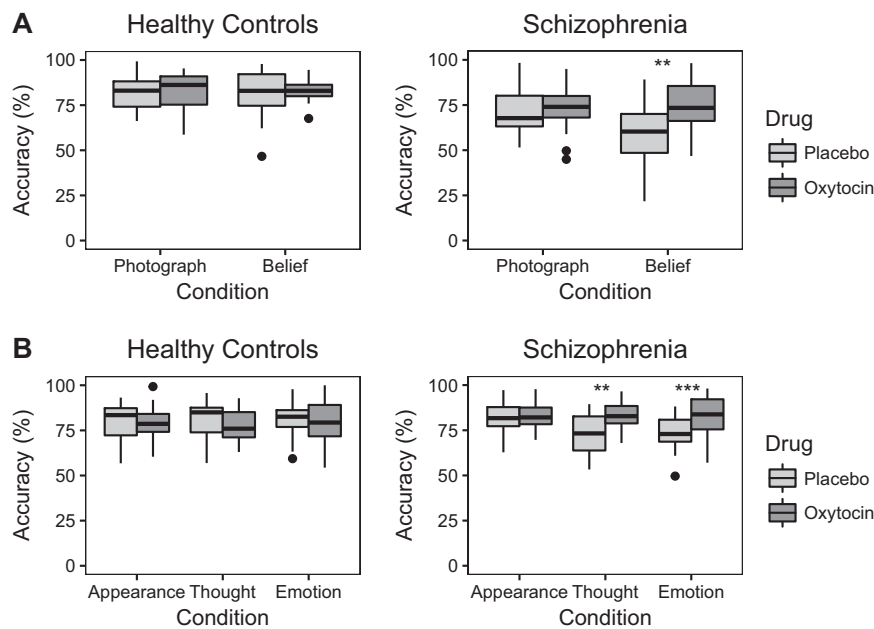 A
Healthy Controls
Schizophrenia
Accuracy (%)
100
75
50
25
0
Photograph
Belief
Condition
Accuracy (%)
100
75
50
25
0
**
Photograph
Belief
Condition
Drug
Placebo
Oxytocin
B
Healthy Controls
Schizophrenia
Accuracy (%)
100
75
50
25
0
Appearance Thought Emotion
Condition
Accuracy (%)
100
75
50
25
0
** ***
Appearance Thought Emotion
Condition
Drug
Placebo
Oxytocin